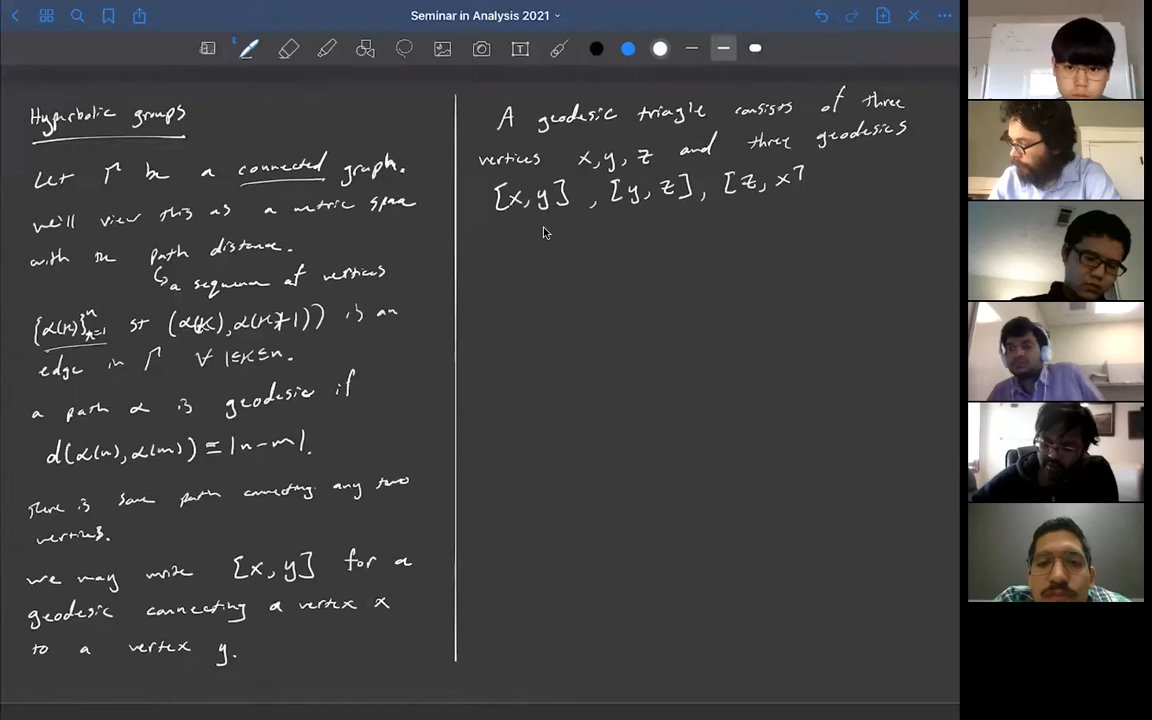 Seminar in Analysis 2021
Hyperbolic groups
Let Γ be a connected graph.
we'll view this as a metric space
with the path distance.
↳ a sequence of vertices
{α(k)}ⁿₖ₌₁ st (α(k), α(k+1)) is an
edge in Γ ∀ 1≤k≤n.
a path α is geodesic if
d(α(n), α(m)) = |n-m|.
There is some path connecting any two
vertices.
we may write [x, y] for a
geodesic connecting a vertex x
to a vertex y.
A geodesic triangle consists of three
vertices x, y, z and three geodesics
[x, y], [y, z], [z, x]